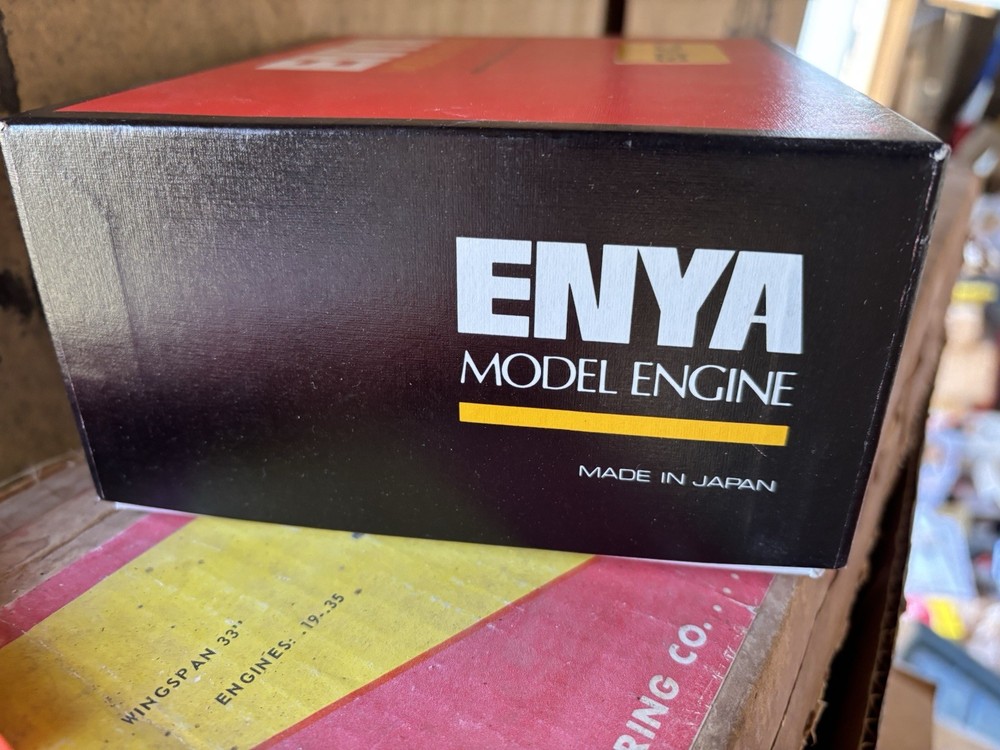 ENYA
MODEL ENGINE
MADE IN JAPAN
WINGSPAN 33"
ENGINES: .19-.35
RING CO.